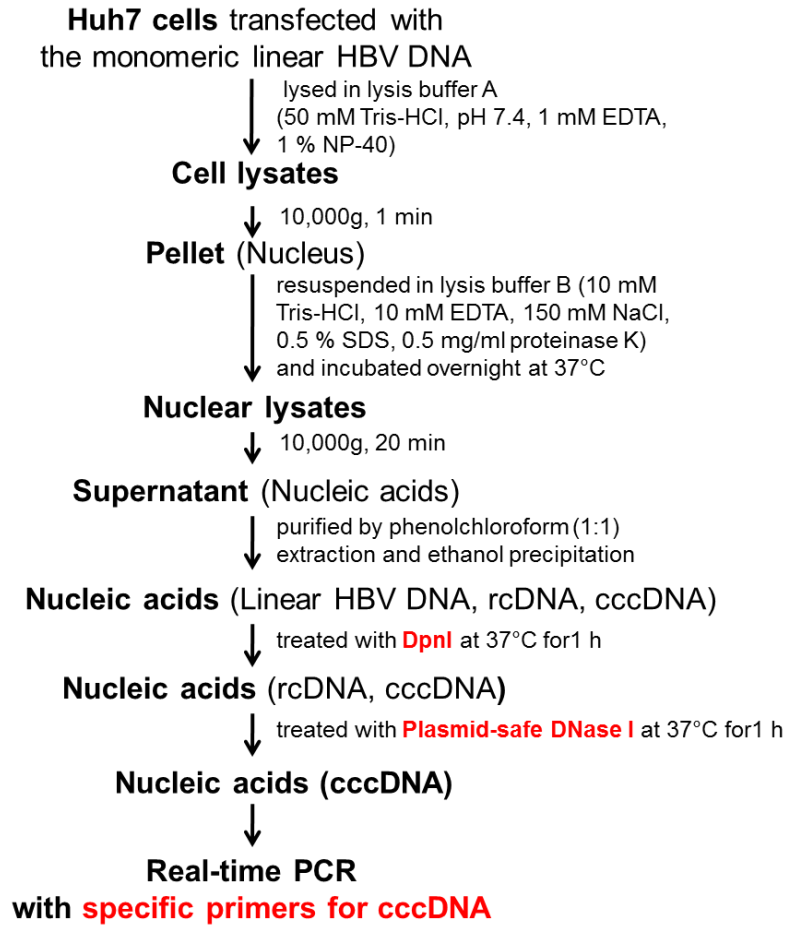 Huh7 cells transfected with
the monomeric linear HBV DNA
lysed in lysis buffer A
(50 mM Tris-HCl, pH 7.4, 1 mM EDTA,
1 % NP-40)
Cell lysates
10,000g, 1 min
Pellet (Nucleus)
resuspended in lysis buffer B (10 mM
Tris-HCl, 10 mM EDTA, 150 mM NaCl,
0.5 % SDS, 0.5 mg/ml proteinase K)
and incubated overnight at 37°C
Nuclear lysates
10,000g, 20 min
Supernatant (Nucleic acids)
purified by phenolchloroform (1:1)
extraction and ethanol precipitation
Nucleic acids (Linear HBV DNA, rcDNA, cccDNA)
treated with DpnI at 37°C for1 h
Nucleic acids (rcDNA, cccDNA)
treated with Plasmid-safe DNase I at 37°C for1 h
Nucleic acids (cccDNA)
Real-time PCR
with specific primers for cccDNA